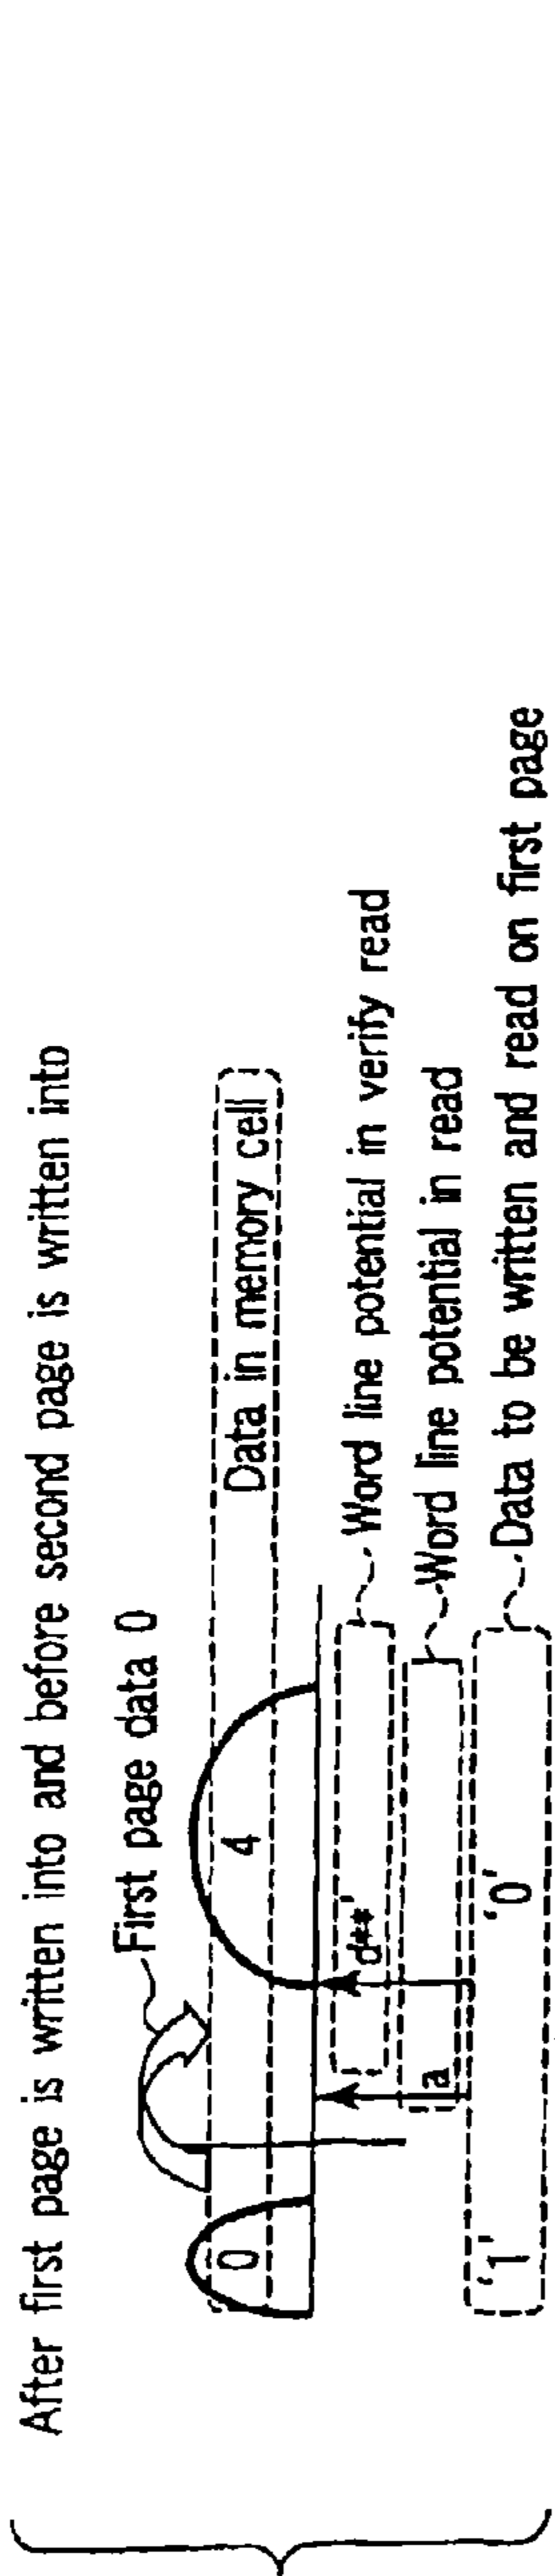 After first page is written into and before second page is written into
First page data 0
0
4
Data in memory cell
d**'
Word line potential in verify read
a
Word line potential in read
'1'
'0'
Data to be written and read on first page